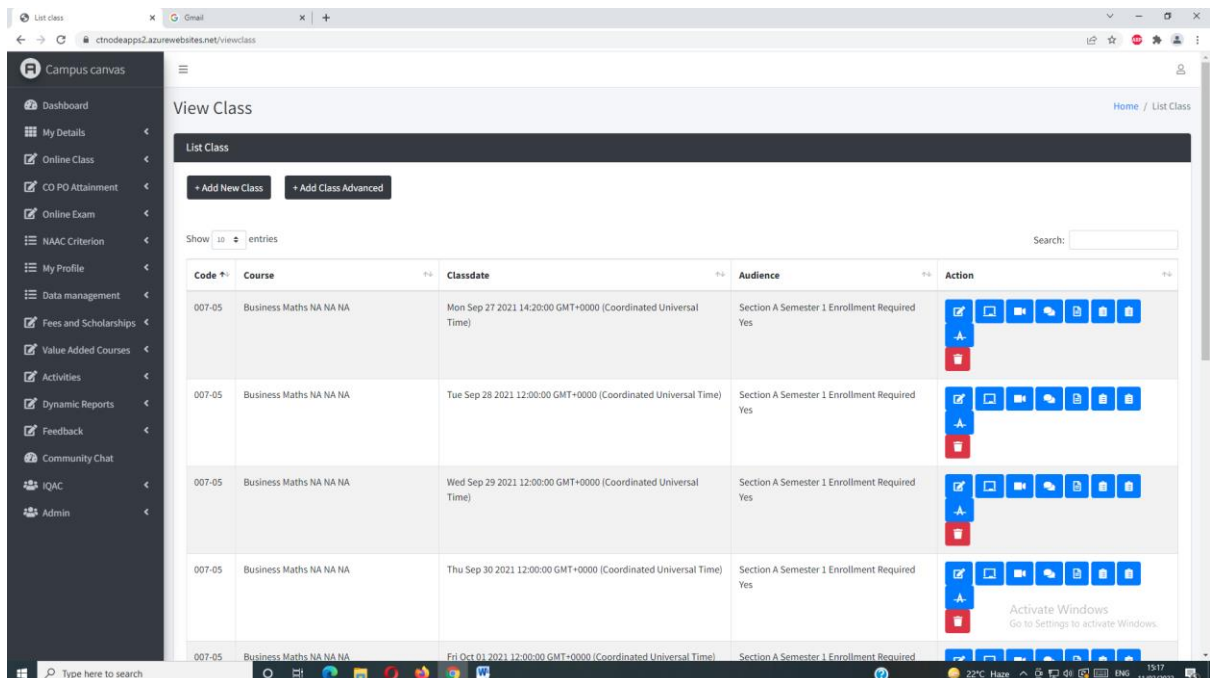 List class
Gmail
ctnodeapps2.azurewebsites.net/viewclass
ABP
Campus canvas
Dashboard
My Details
Online Class
CO PO Attainment
Online Exam
NAAC Criterion
My Profile
Data management
Fees and Scholarships
Value Added Courses
Activities
Dynamic Reports
Feedback
Community Chat
IQAC
Admin
View Class
Home / List Class
List Class
+ Add New Class + Add Class Advanced
Show 10 entries
Search:
Code Course Classdate Audience Action
007-05 Business Maths NA NA NA Mon Sep 27 2021 14:20:00 GMT+0000 (Coordinated Universal Section A Semester 1 Enrollment Required
Time) Yes
007-05 Business Maths NA NA NA Tue Sep 28 2021 12:00:00 GMT+0000 (Coordinated Universal Time) Section A Semester 1 Enrollment Required
Yes
007-05 Business Maths NA NA NA Wed Sep 29 2021 12:00:00 GMT+0000 (Coordinated Universal Section A Semester 1 Enrollment Required
Time) Yes
007-05 Business Maths NA NA NA Thu Sep 30 2021 12:00:00 GMT+0000 (Coordinated Universal Time) Section A Semester 1 Enrollment Required
Yes
007-05 Business Maths NA NA NA Fri Oct 01 2021 12:00:00 GMT+0000 (Coordinated Universal Time) Section A Semester 1 Enrollment Required
Activate Windows
Go to Settings to activate Windows.
Type here to search
22°C Haze
ENG
15:17